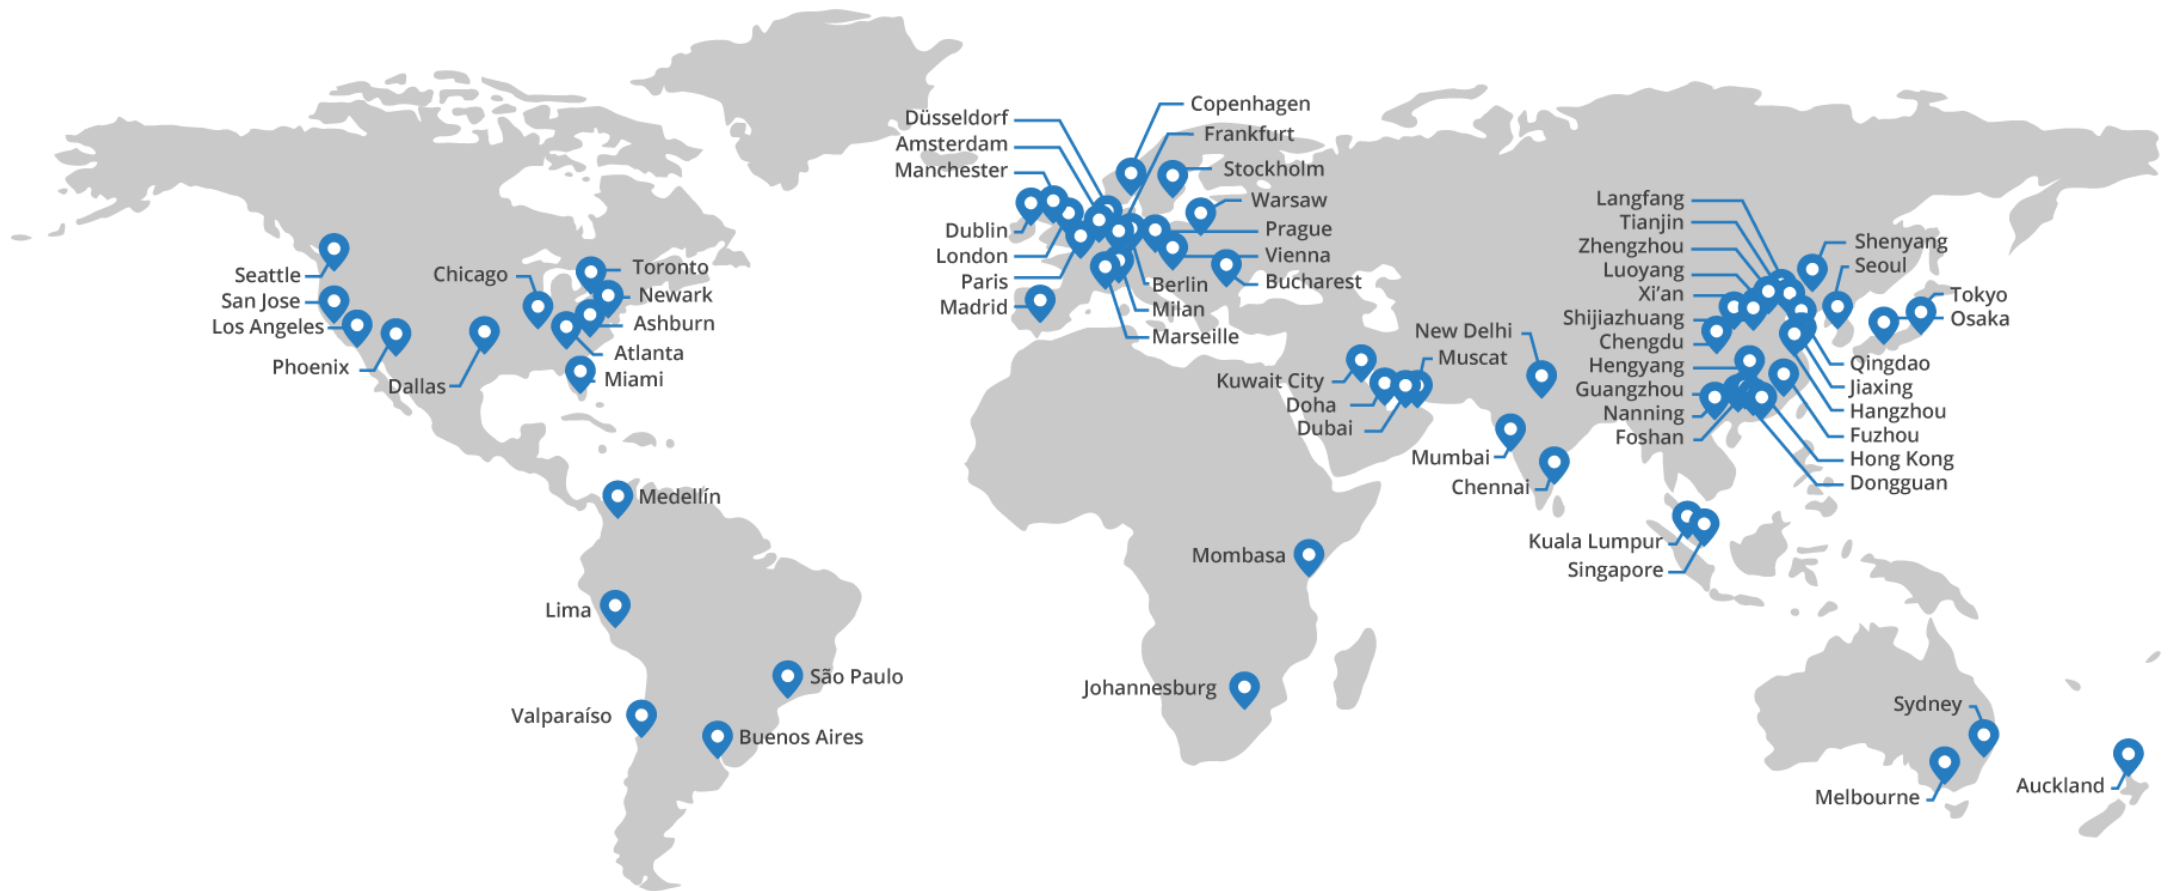 Seattle
San Jose
Los Angeles
Phoenix
Dallas
Chicago
Toronto
Newark
Ashburn
Atlanta
Miami
Medellín
Lima
São Paulo
Valparaíso
Buenos Aires
Düsseldorf
Amsterdam
Manchester
Dublin
London
Paris
Madrid
Copenhagen
Frankfurt
Stockholm
Warsaw
Prague
Vienna
Bucharest
Berlin
Milan
Marseille
Mombasa
Johannesburg
Kuwait City
Doha
Dubai
Muscat
New Delhi
Mumbai
Chennai
Langfang
Tianjin
Zhengzhou
Luoyang
Xi'an
Shijiazhuang
Chengdu
Hengyang
Guangzhou
Nanning
Foshan
Shenyang
Seoul
Tokyo
Osaka
Qingdao
Jiaxing
Hangzhou
Fuzhou
Hong Kong
Dongguan
Kuala Lumpur
Singapore
Sydney
Melbourne
Auckland